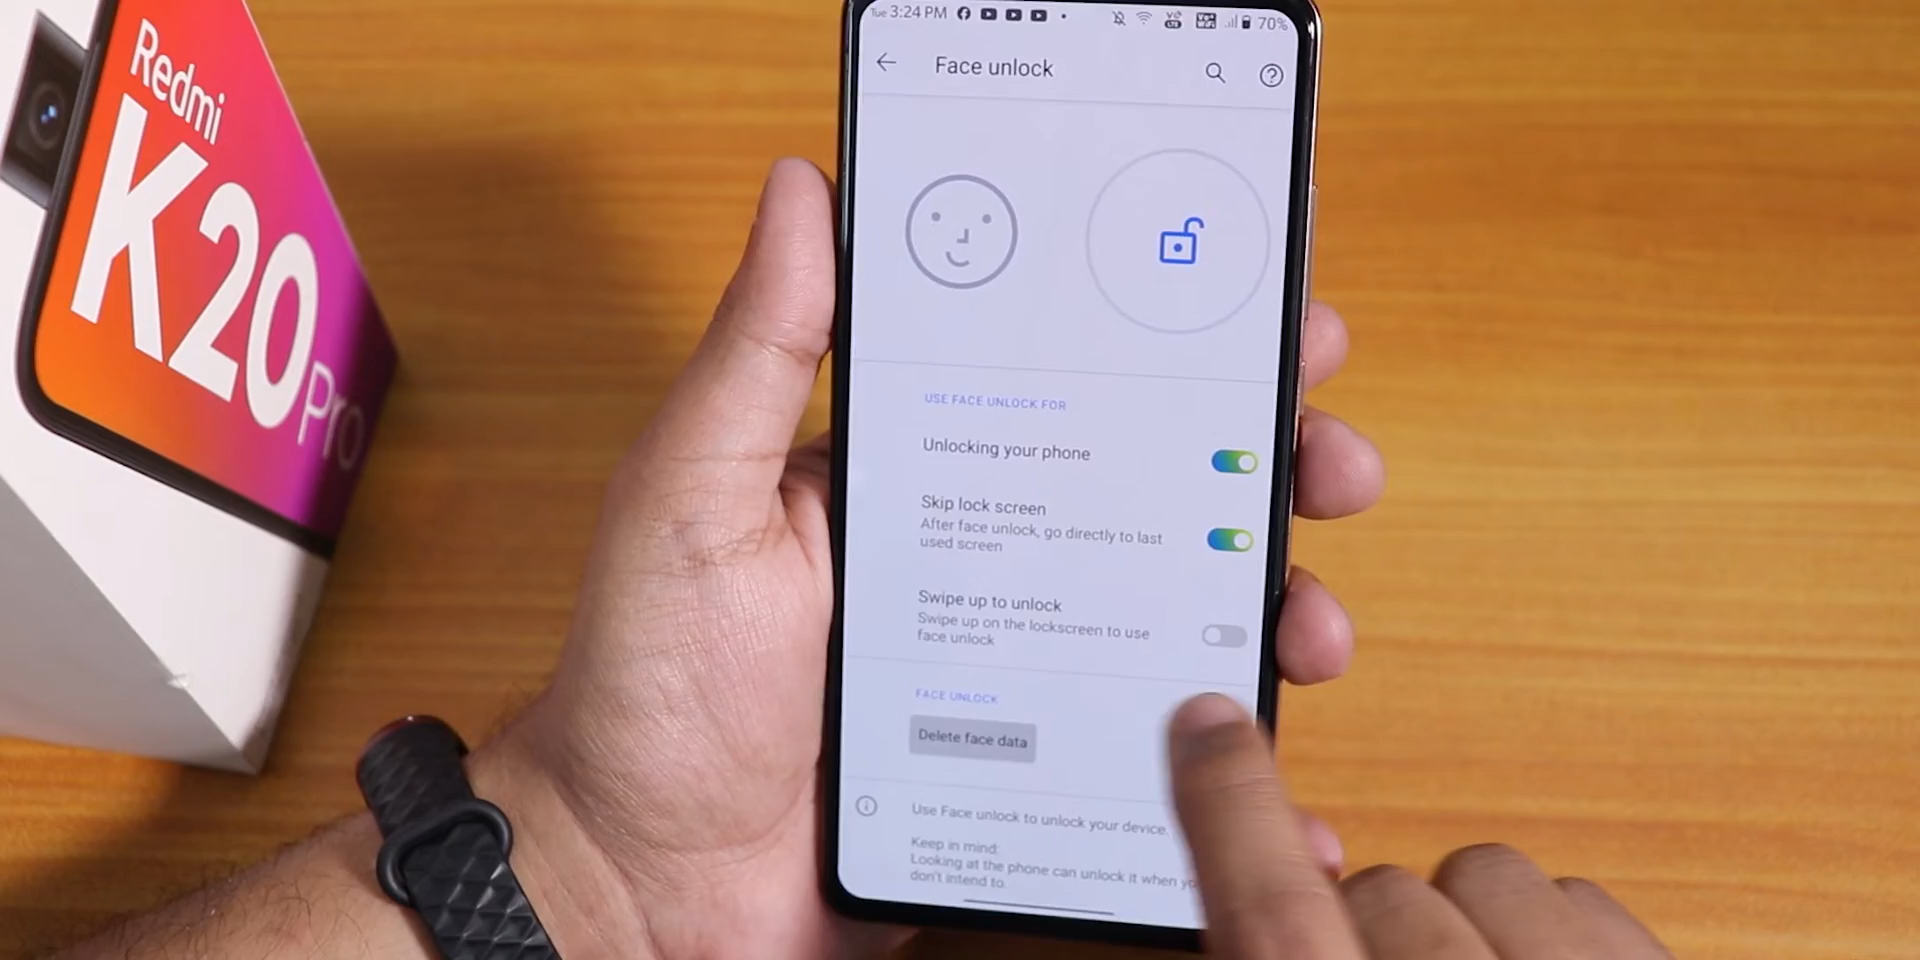 Redmi
K20 Pro
Tue 3:24 PM
70%
Face unlock
USE FACE UNLOCK FOR
Unlocking your phone
Skip lock screen
After face unlock, go directly to last
used screen
Swipe up to unlock
Swipe up on the lockscreen to use
face unlock
FACE UNLOCK
Delete face data
Use Face unlock to unlock your device.
Keep in mind:
Looking at the phone can unlock it when
don't intend to.